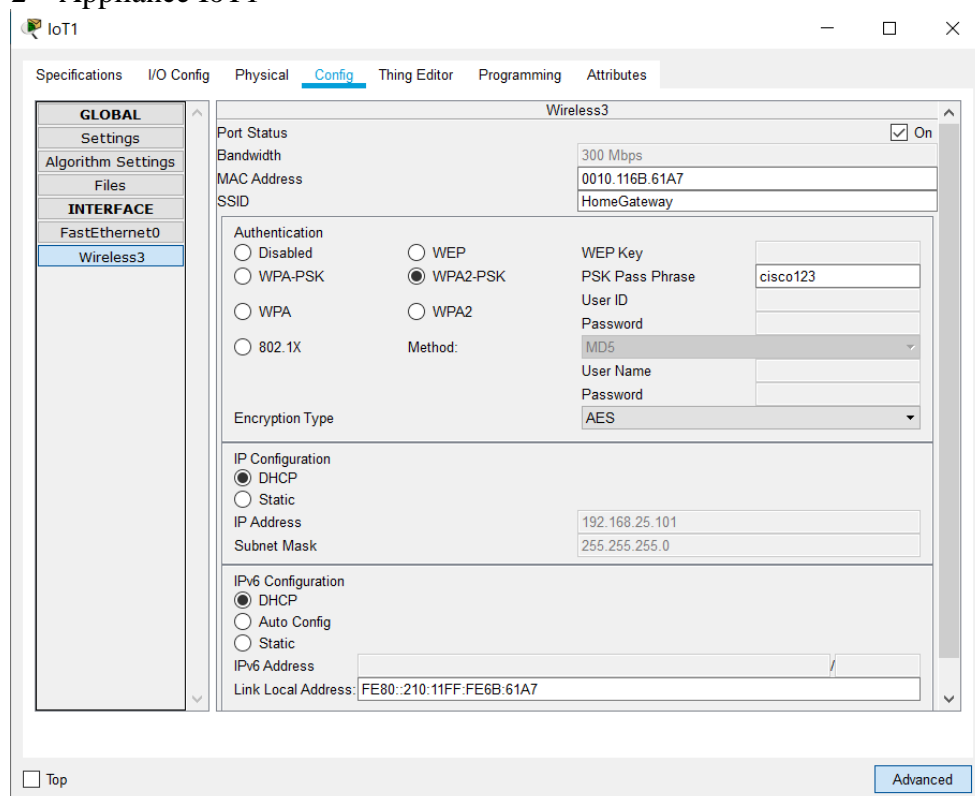 2 – Appliance IoT1
IoT1
Specifications I/O Config Physical Config Thing Editor Programming Attributes
GLOBAL
Settings
Algorithm Settings
Files
INTERFACE
FastEthernet0
Wireless3
Wireless3
Port Status On
Bandwidth 300 Mbps
MAC Address 0010.116B.61A7
SSID HomeGateway
Authentication
Disabled WEP WEP Key
WPA-PSK WPA2-PSK PSK Pass Phrase cisco123
User ID
WPA WPA2
Password
802.1X Method: MD5
User Name
Password
Encryption Type AES
IP Configuration
DHCP
Static
IP Address 192.168.25.101
Subnet Mask 255.255.255.0
IPv6 Configuration
DHCP
Auto Config
Static
IPv6 Address /
Link Local Address: FE80::210:11FF:FE6B:61A7
Top Advanced